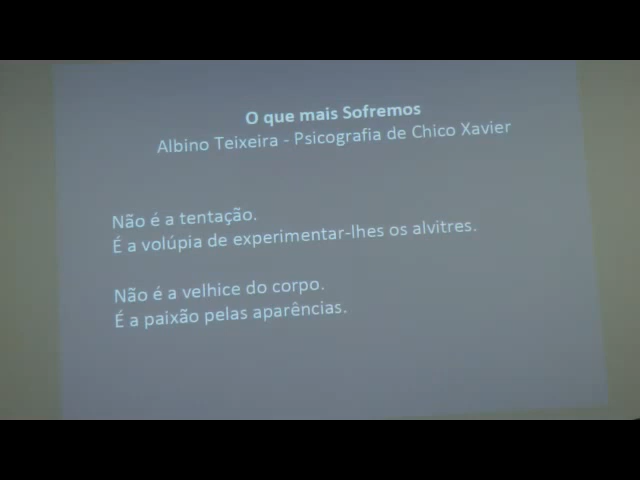 O que mais Sofremos
Albino Teixeira - Psicografia de Chico Xavier
Não é a tentação.
É a volúpia de experimentar-lhes os alvitres.
Não é a velhice do corpo.
É a paixão pelas aparências.